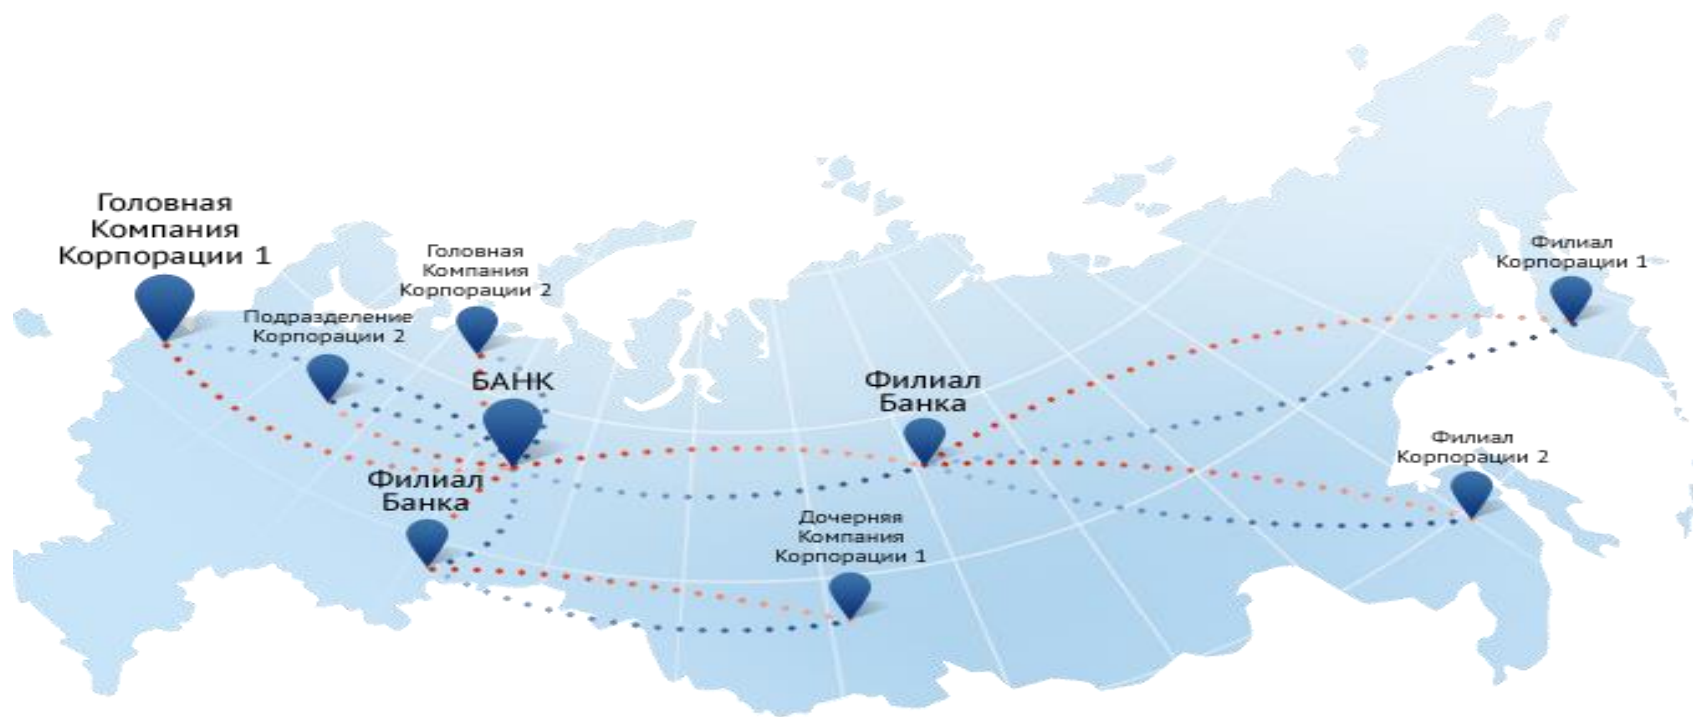 Головная
Компания
Корпорации 1
Подразделение
Корпорации 2
Головная
Компания
Корпорации 2
БАНК
Филиал
Банка
Филиал
Банка
Дочерняя
Компания
Корпорации 1
Филиал
Корпорации 1
Филиал
Корпорации 2